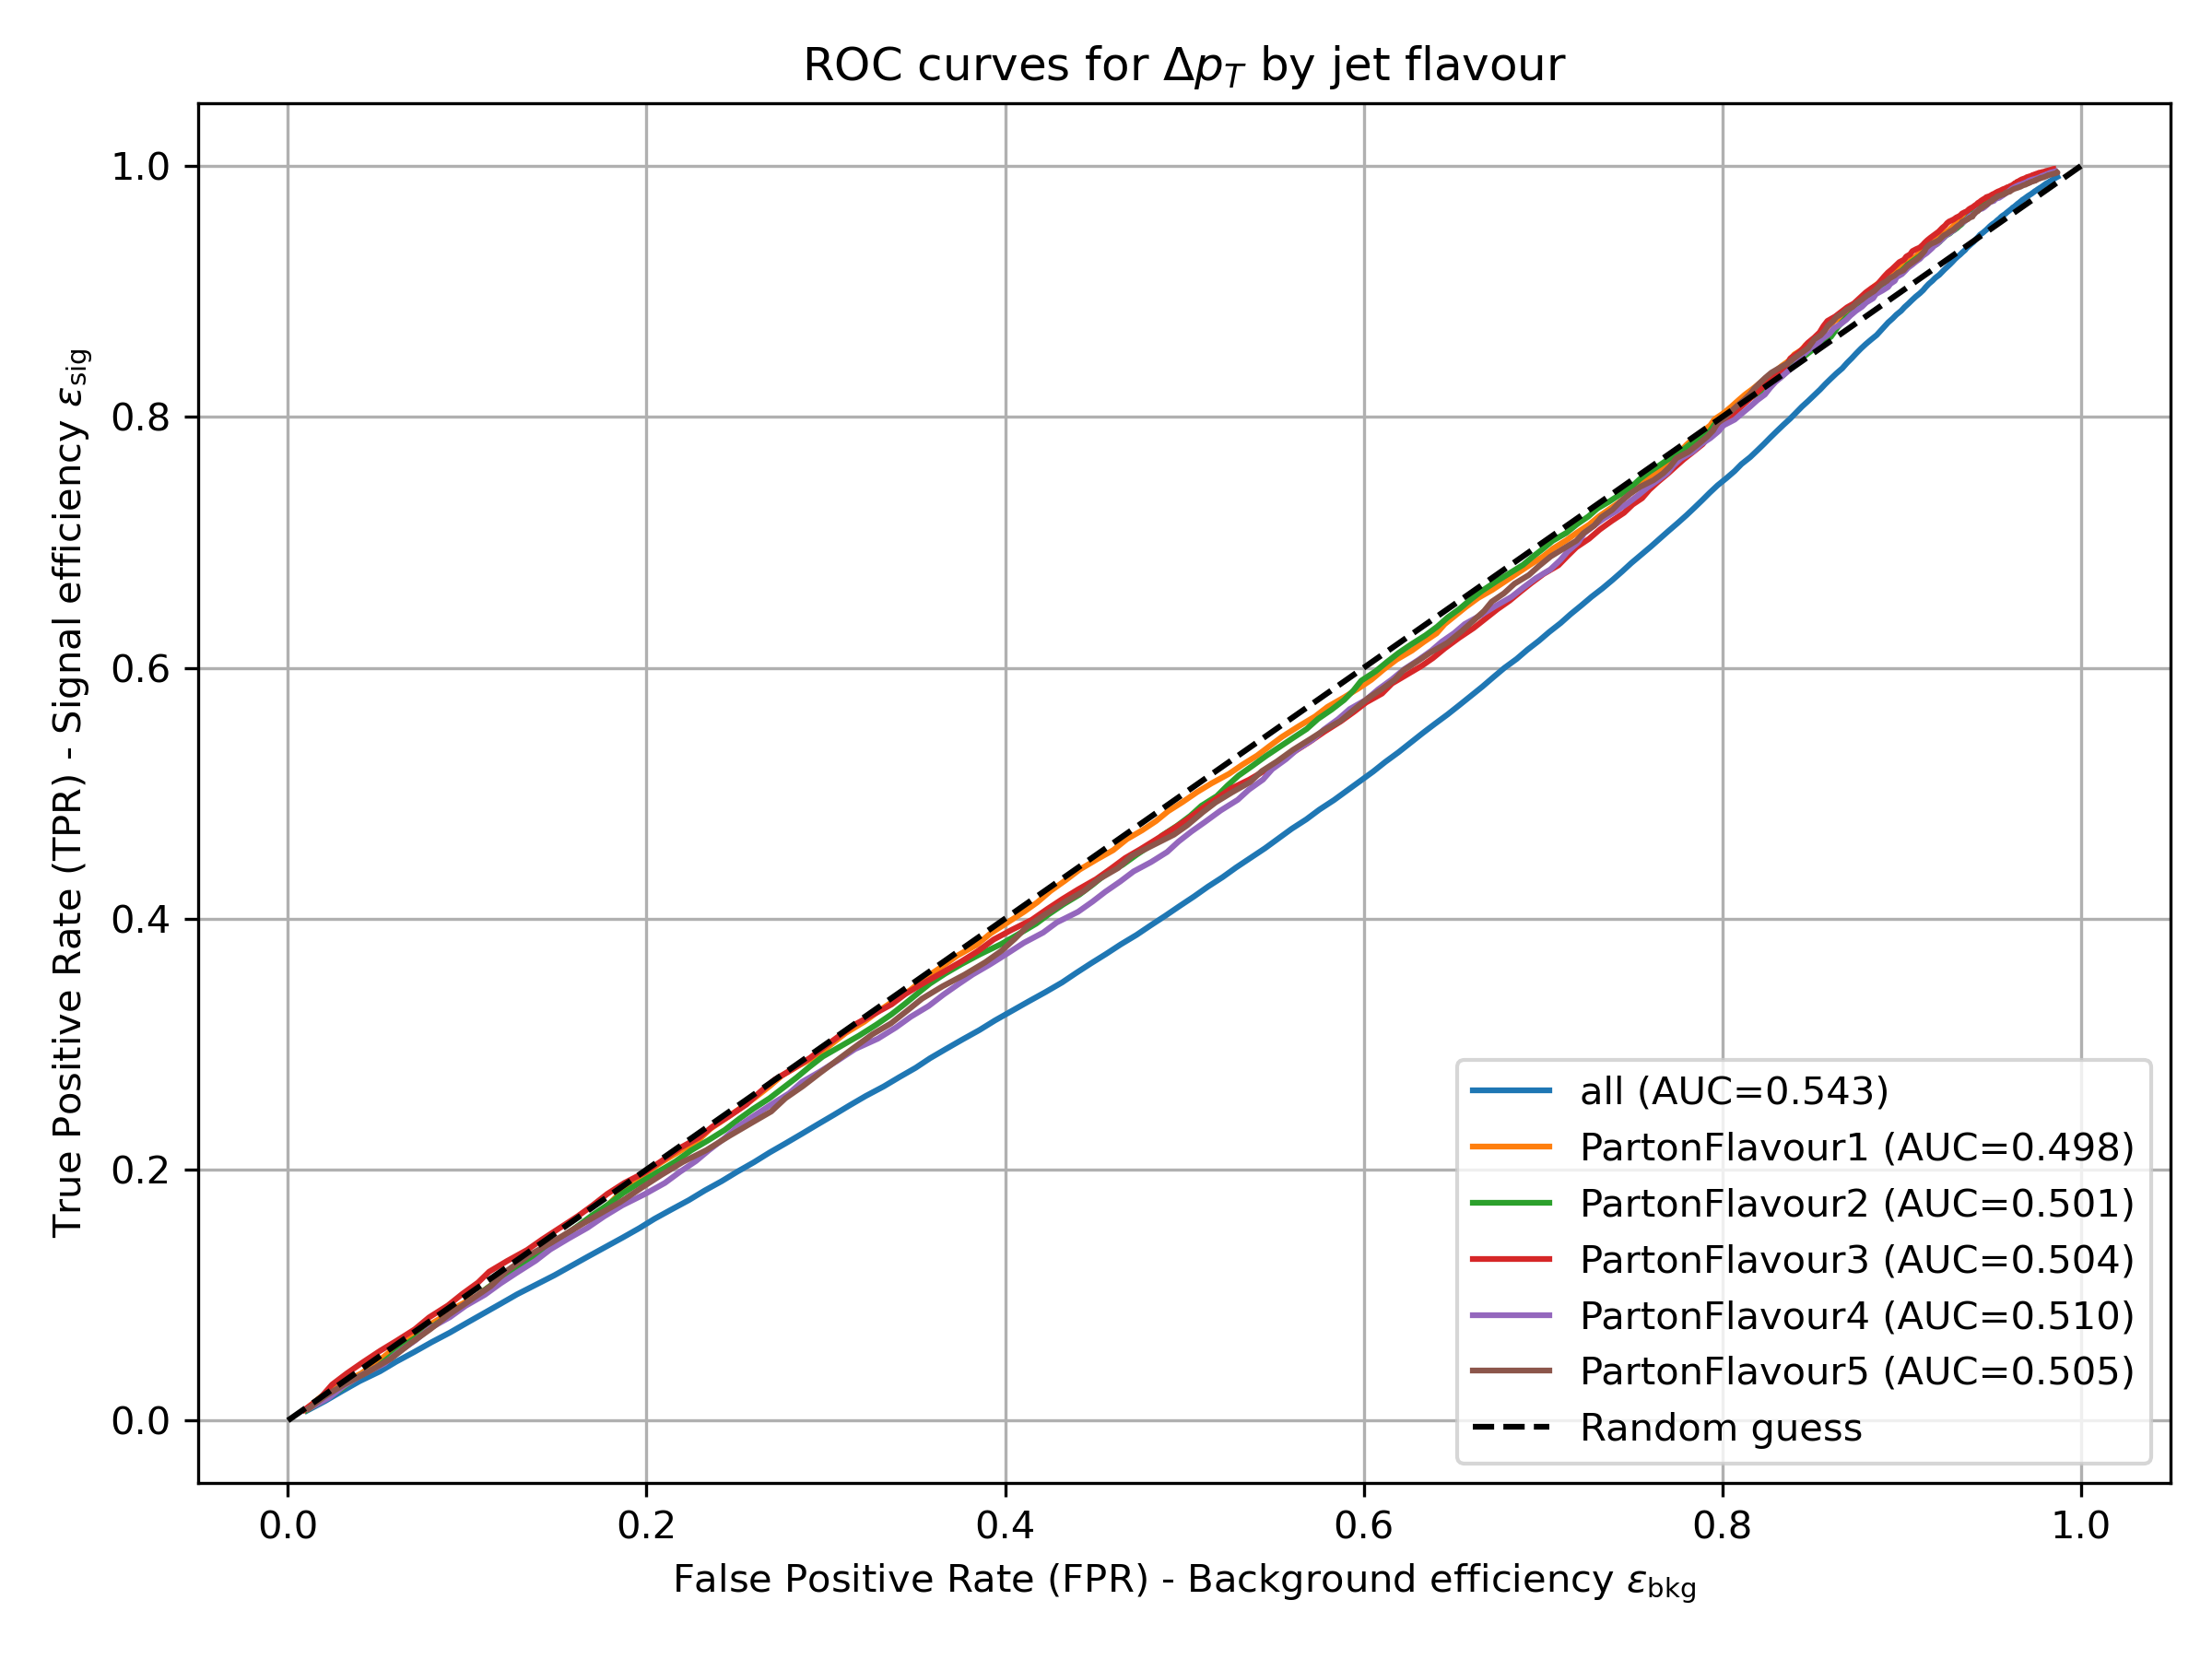 ROC curves for Δp_T by jet flavour
True Positive Rate (TPR) - Signal efficiency ε_sig
1.0
0.8
0.6
0.4
0.2
0.0
all (AUC=0.543)
PartonFlavour1 (AUC=0.498)
PartonFlavour2 (AUC=0.501)
PartonFlavour3 (AUC=0.504)
PartonFlavour4 (AUC=0.510)
PartonFlavour5 (AUC=0.505)
Random guess
0.0 0.2 0.4 0.6 0.8 1.0
False Positive Rate (FPR) - Background efficiency ε_bkg